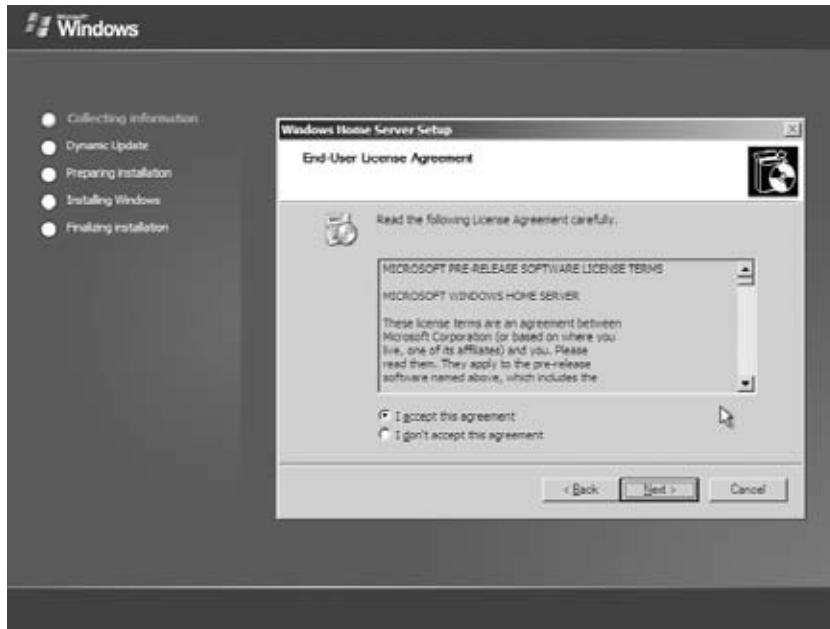 Microsoft
Windows
Collecting information
Dynamic Update
Preparing installation
Installing Windows
Finalizing installation
Windows Home Server Setup
End-User License Agreement
Read the following License Agreement carefully.
MICROSOFT PRE-RELEASE SOFTWARE LICENSE TERMS
MICROSOFT WINDOWS HOME SERVER
These license terms are an agreement between
Microsoft Corporation (or based on where you
live, one of its affiliates) and you. Please
read them. They apply to the pre-release
software named above, which includes the
I accept this agreement
I don't accept this agreement
< Back
Next >
Cancel